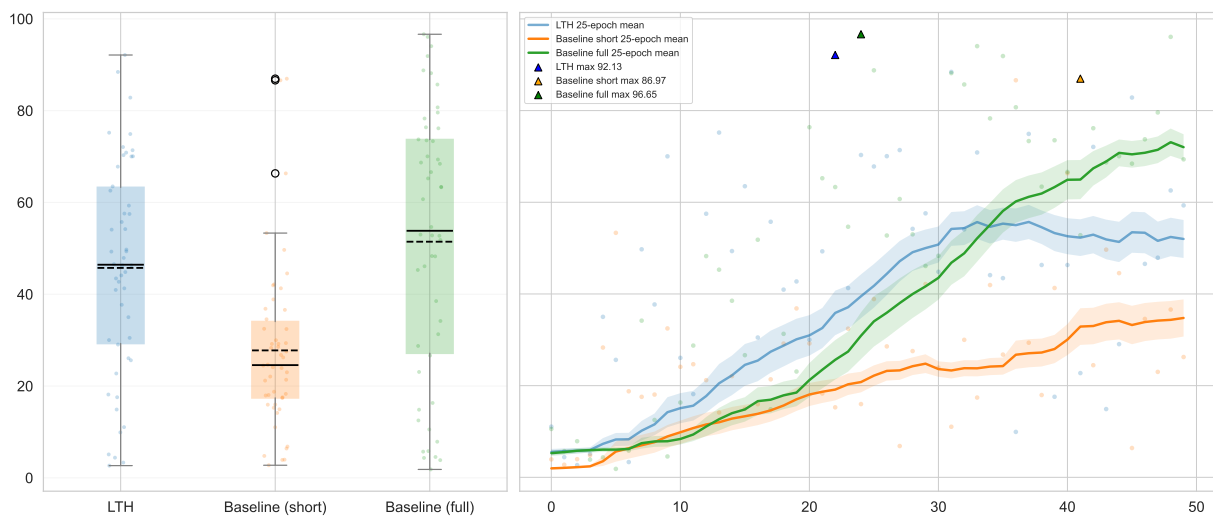 100
80
60
40
20
0
LTH
Baseline (short)
Baseline (full)
LTH 25-epoch mean
Baseline short 25-epoch mean
Baseline full 25-epoch mean
LTH max 92.13
Baseline short max 86.97
Baseline full max 96.65
0
10
20
30
40
50